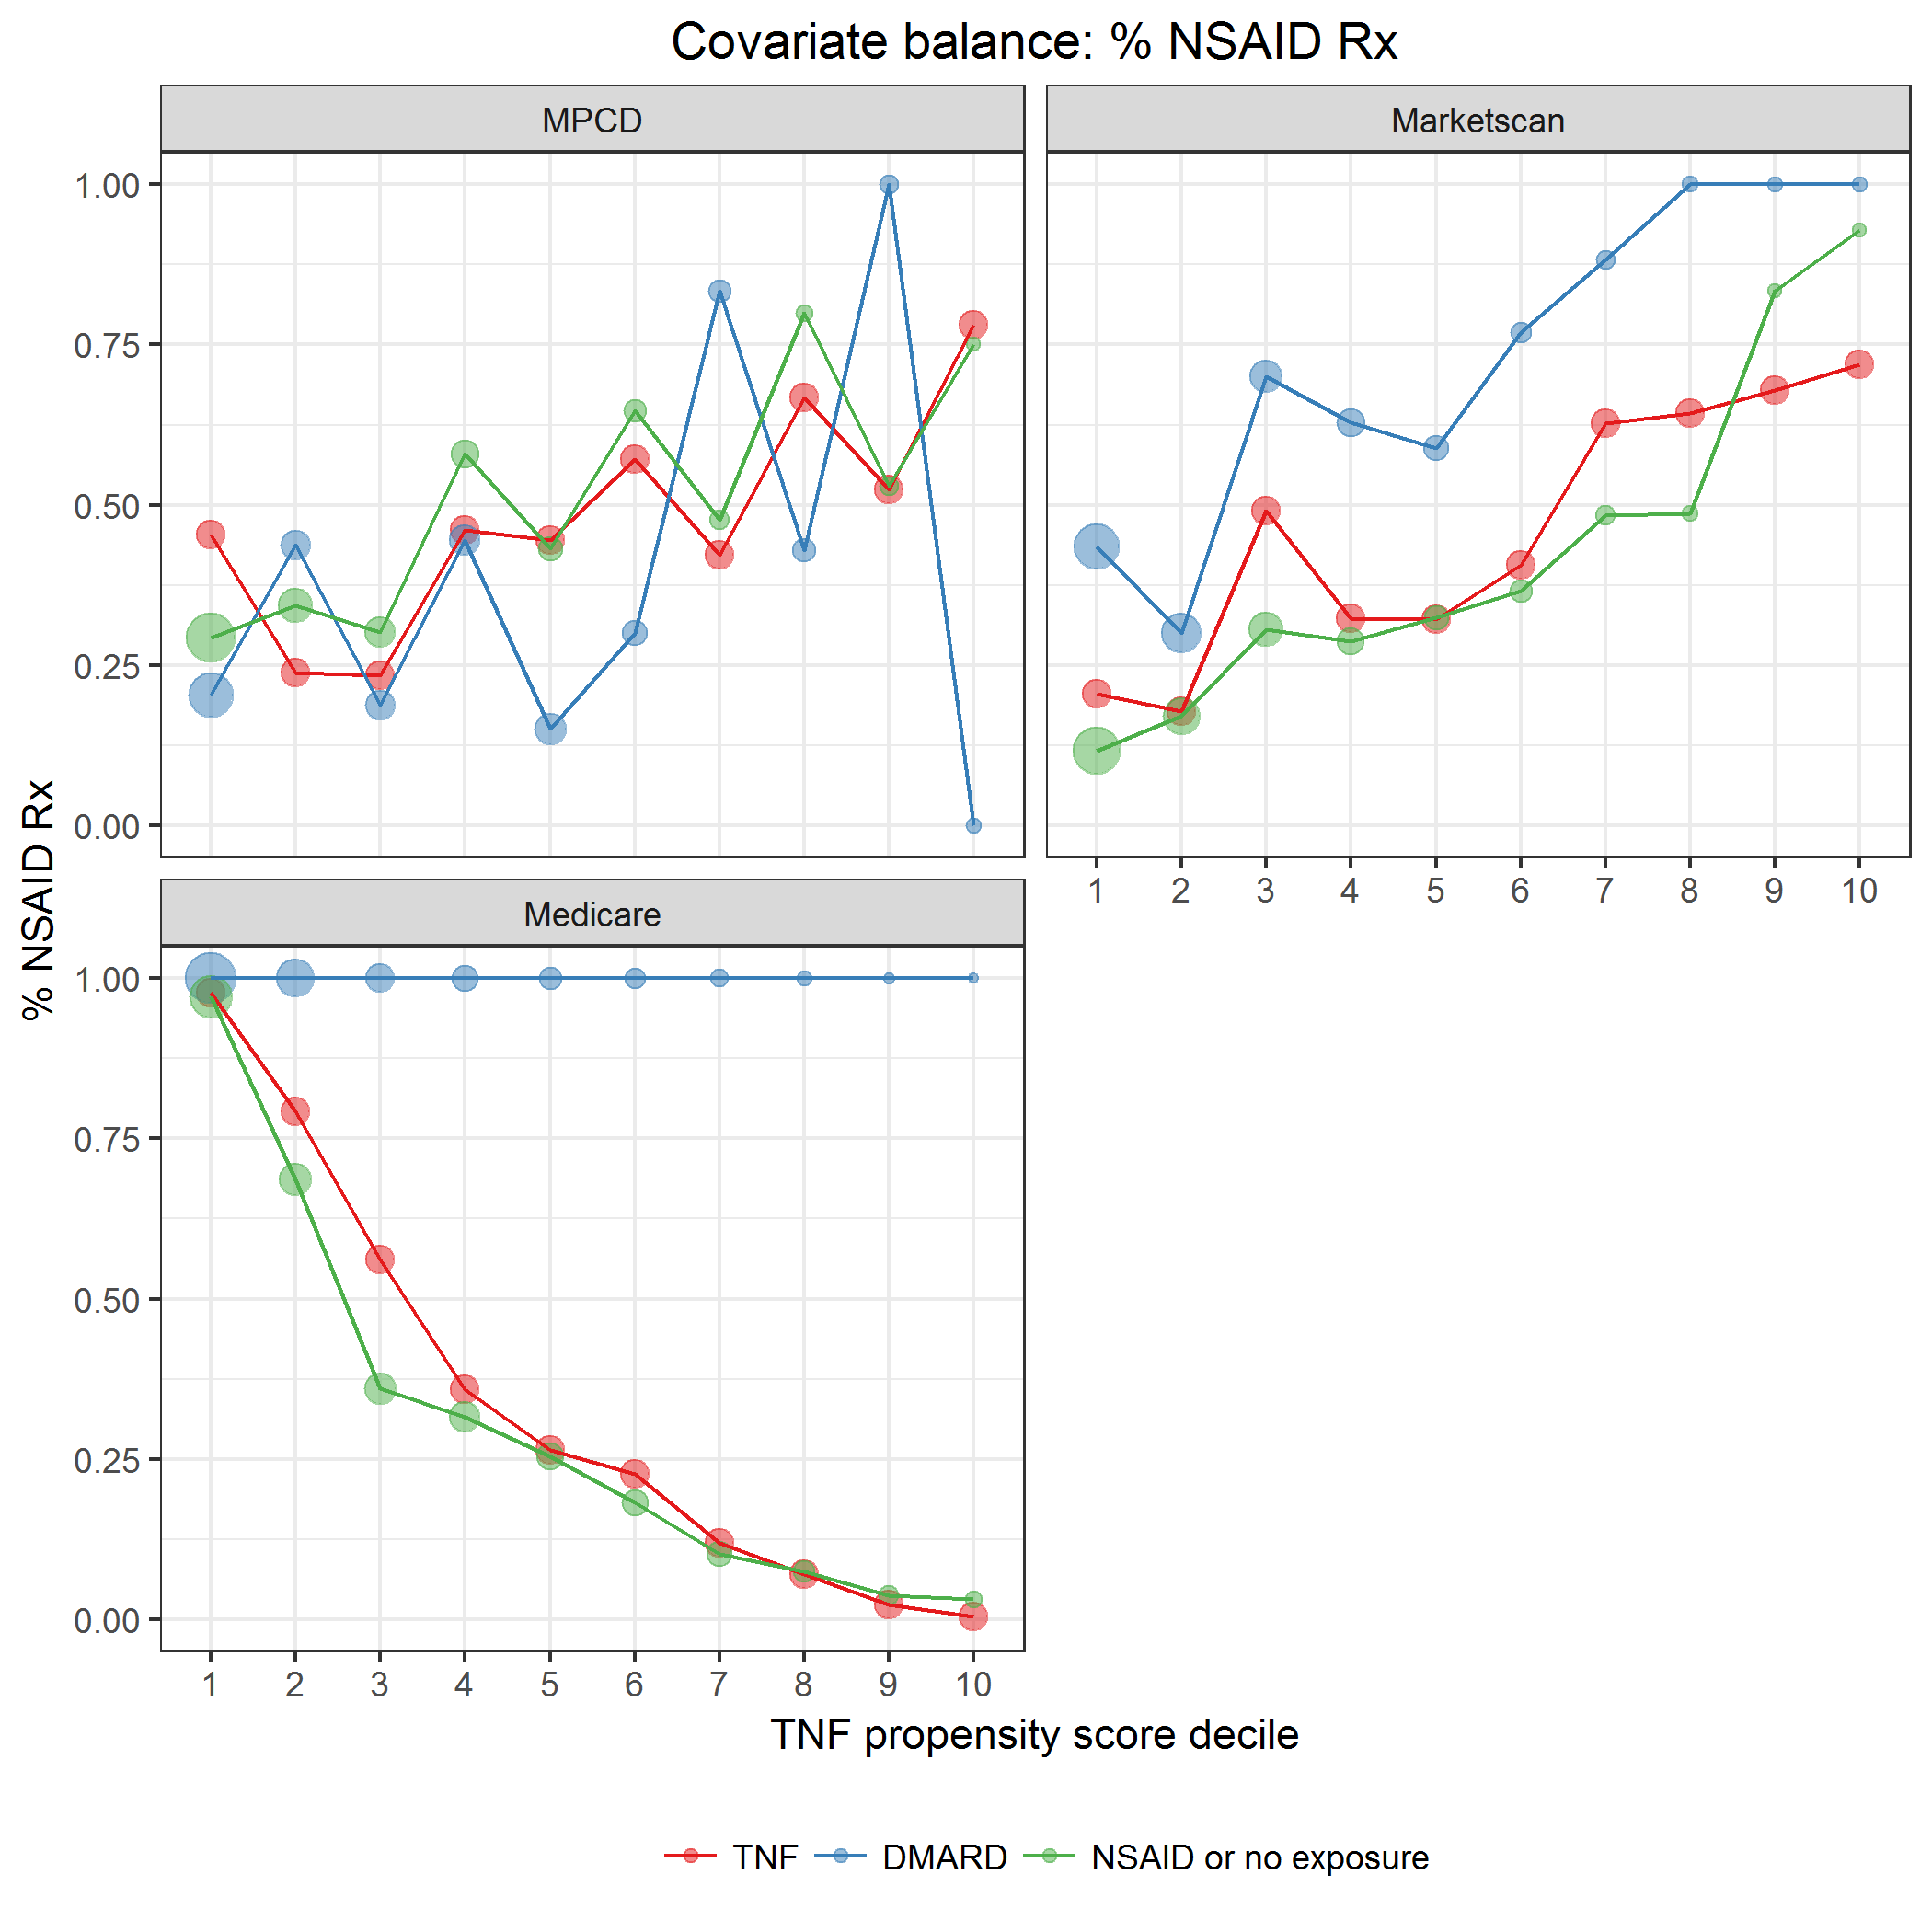 Covariate balance: % NSAID Rx
MPCD
Marketscan
1.00
0.75
0.50
0.25
0.00
1 2 3 4 5 6 7 8 9 10
Medicare
1.00
0.75
0.50
0.25
0.00
1 2 3 4 5 6 7 8 9 10
% NSAID Rx
TNF propensity score decile
TNF DMARD NSAID or no exposure